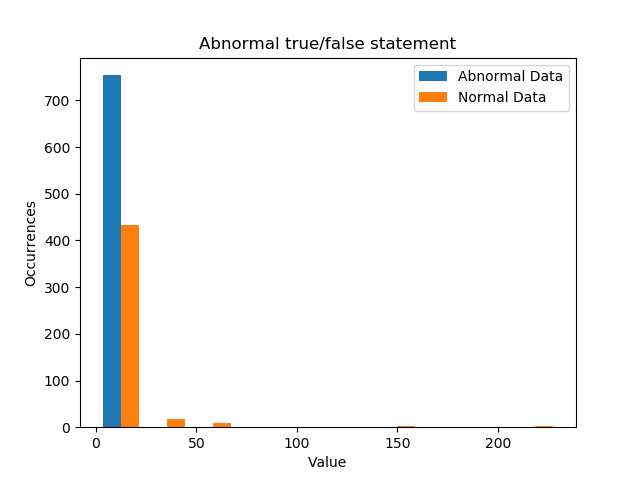 Abnormal true/false statement
Abnormal Data
Normal Data
Occurrences
700
600
500
400
300
200
100
0
0 50 100 150 200
Value